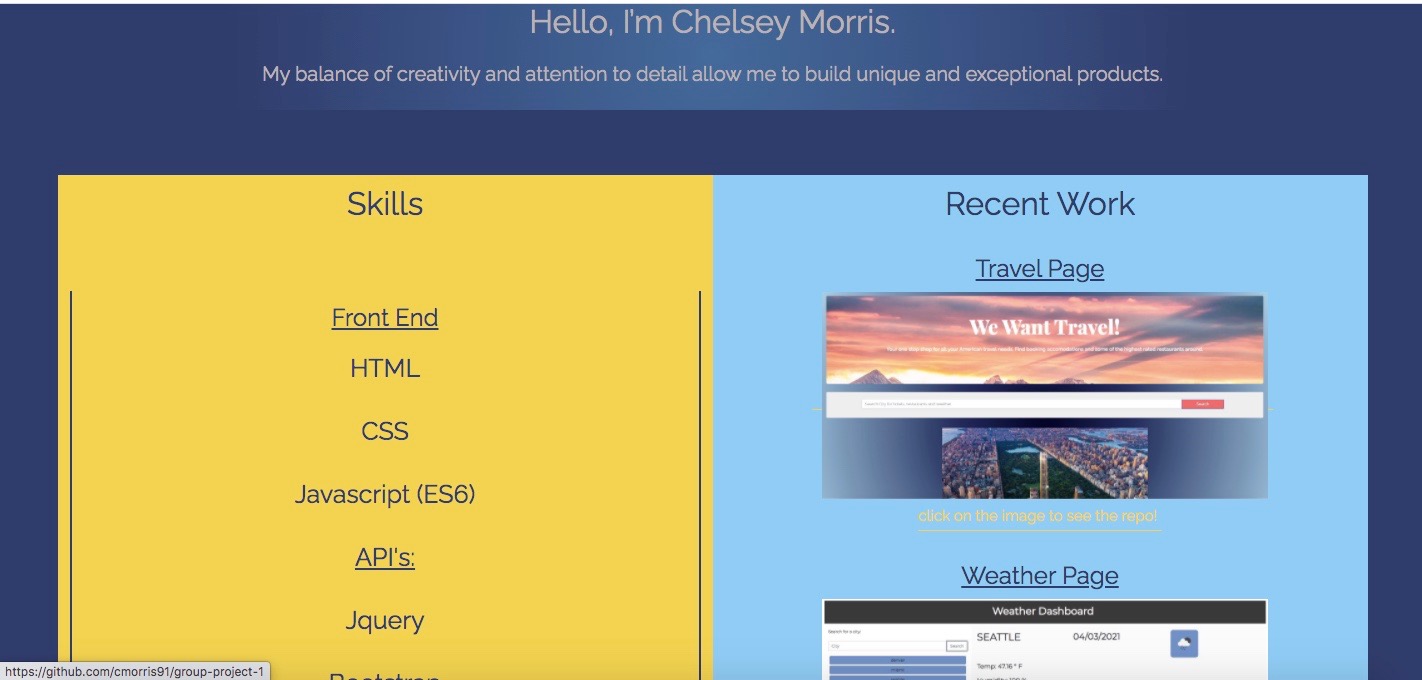 Hello, I'm Chelsey Morris.
My balance of creativity and attention to detail allow me to build unique and exceptional products.
Skills
Front End
HTML
CSS
Javascript (ES6)
API's:
Jquery
Bootstrap
Recent Work
Travel Page
We Want Travel!
Search
click on the image to see the repo!
Weather Page
Weather Dashboard
Search for a city:
City
Search
SEATTLE
04/03/2021
Temp: 47.16 ° F
https://github.com/cmorris91/group-project-1